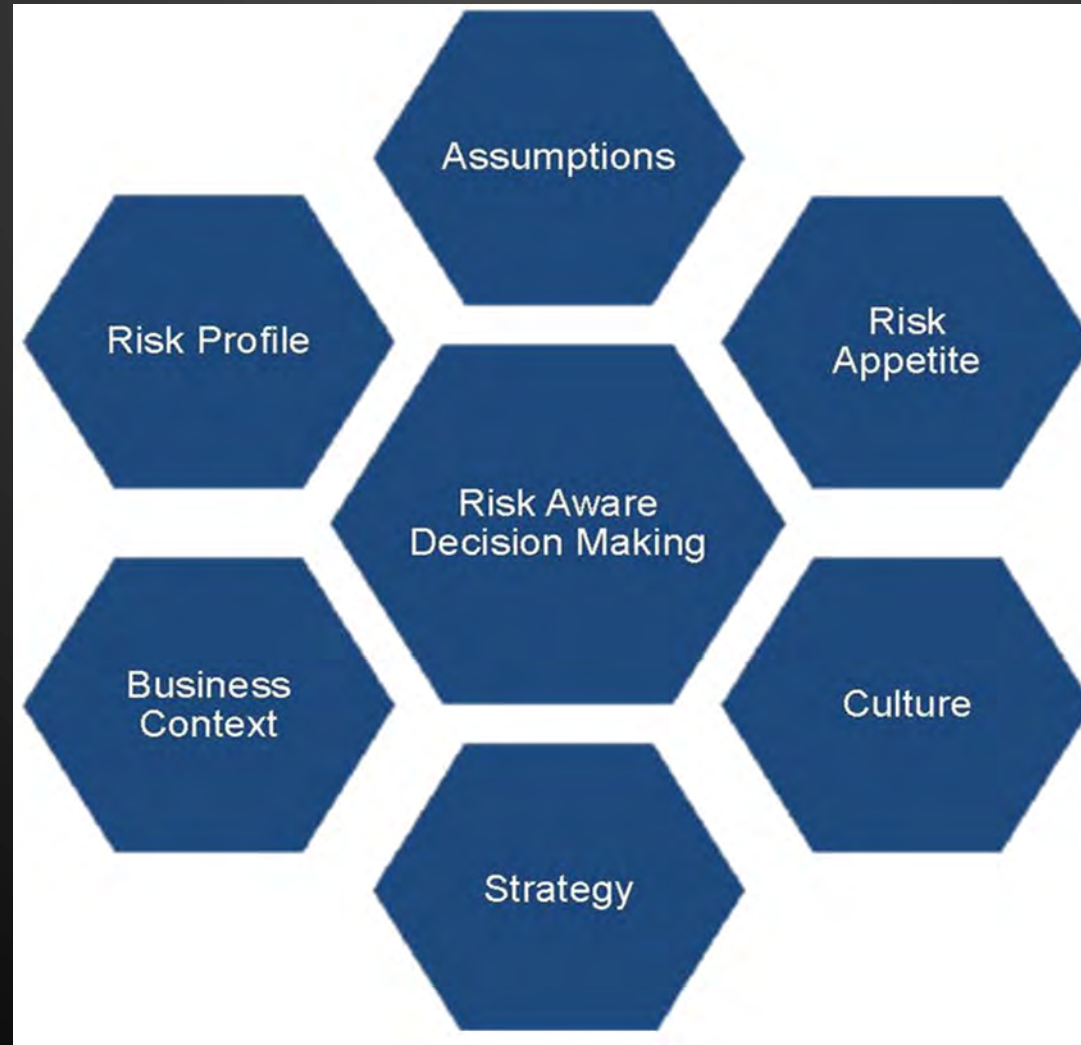 Assumptions
Risk Profile
Risk
Appetite
Risk Aware
Decision Making
Business
Context
Culture
Strategy